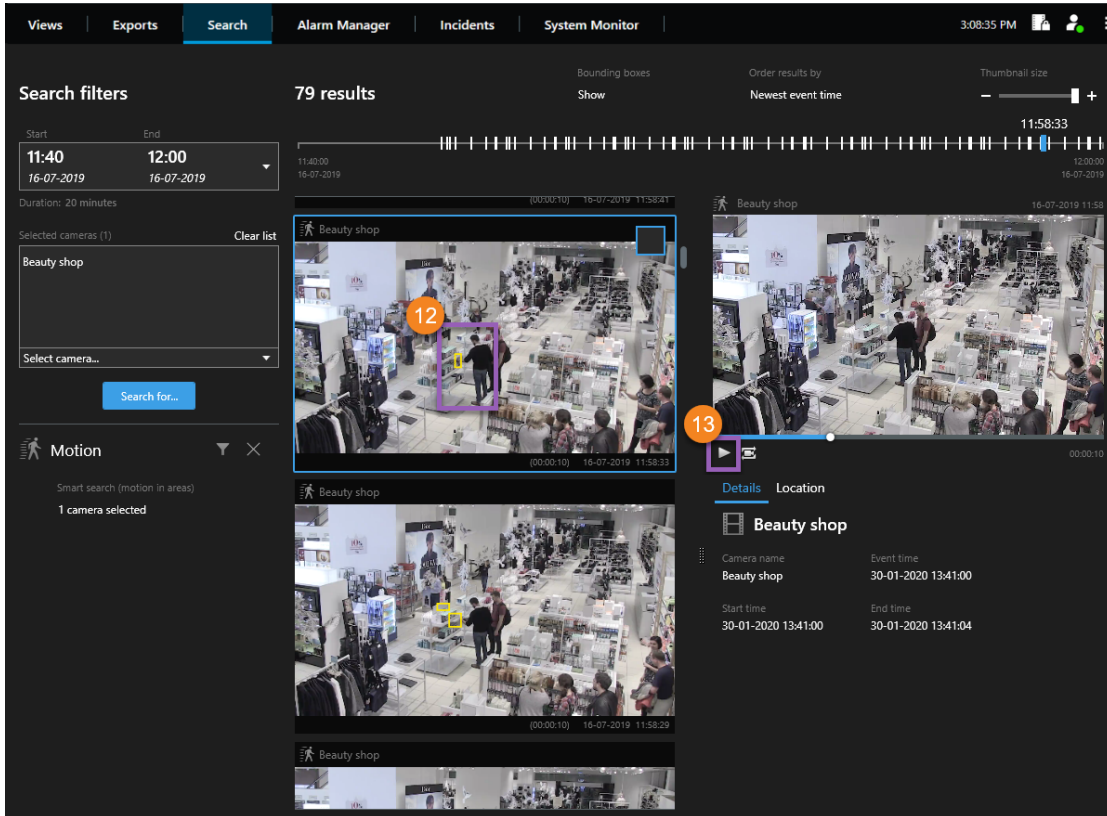 Views Exports Search Alarm Manager Incidents System Monitor 3:08:35 PM
Search filters
79 results
Bounding boxes
Show
Order results by
Newest event time
Thumbnail size
− +
Start End
11:40 12:00
16-07-2019 16-07-2019
Duration: 20 minutes
11:58:33
11:40:00
16-07-2019
12:00:00
16-07-2019
Selected cameras (1) Clear list
Beauty shop
Select camera...
Search for...
Motion
Smart search (motion in areas)
1 camera selected
(00:00:10) 16-07-2019 11:58:41
Beauty shop
12
(00:00:10) 16-07-2019 11:58:33
Beauty shop
(00:00:10) 16-07-2019 11:58:29
Beauty shop
Beauty shop 16-07-2019 11:58
13
00:00:10
Details Location
Beauty shop
Camera name Event time
Beauty shop 30-01-2020 13:41:00
Start time End time
30-01-2020 13:41:00 30-01-2020 13:41:04